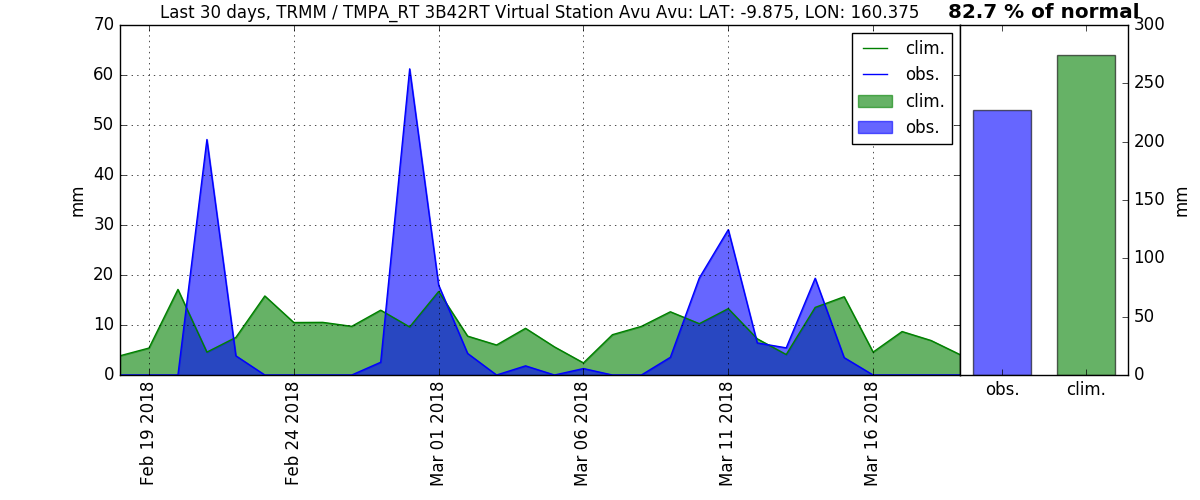 Last 30 days, TRMM / TMPA_RT 3B42RT Virtual Station Avu Avu: LAT: -9.875, LON: 160.375
82.7 % of normal
mm
70
60
50
40
30
20
10
0
clim.
obs.
clim.
obs.
Feb 19 2018
Feb 24 2018
Mar 01 2018
Mar 06 2018
Mar 11 2018
Mar 16 2018
300
250
200
150
100
50
0
mm
obs.
clim.